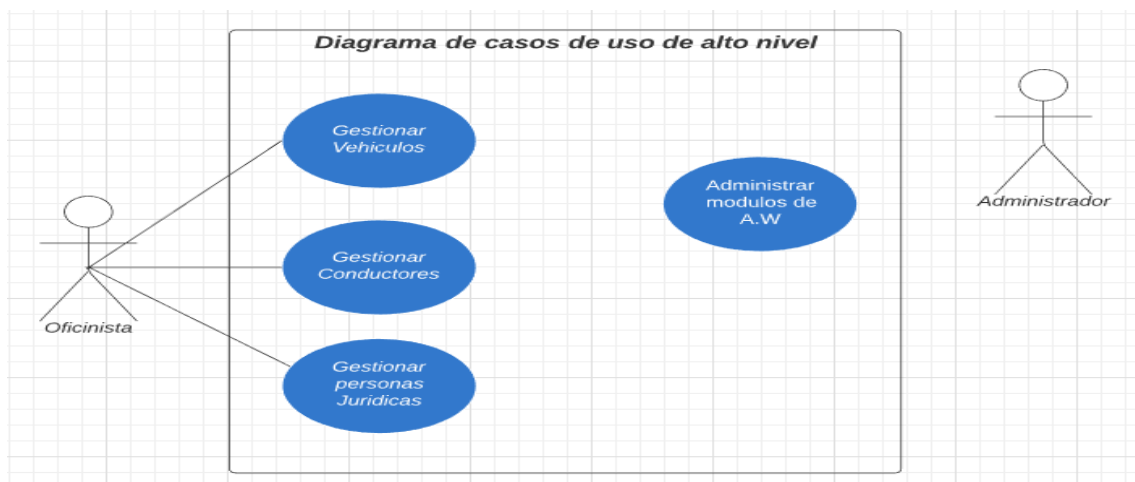 Diagrama de casos de uso de alto nivel
Gestionar
Vehiculos
Administrar
modulos de
A.W
Administrador
Gestionar
Conductores
Oficinista
Gestionar
personas
Juridicas